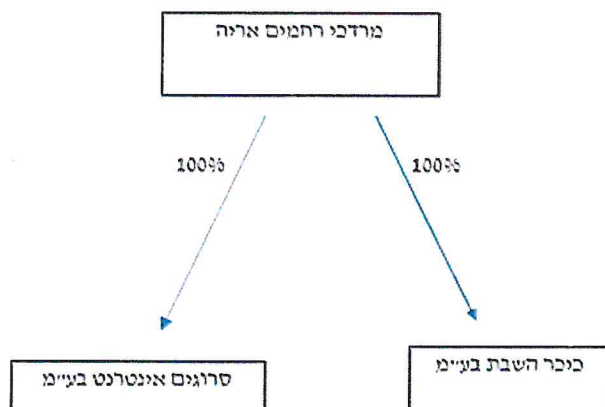 מרדכי רחמים אריה
100%
100%
כיכר השבת בע״מ
סרוגים אינטרנט בע״מ